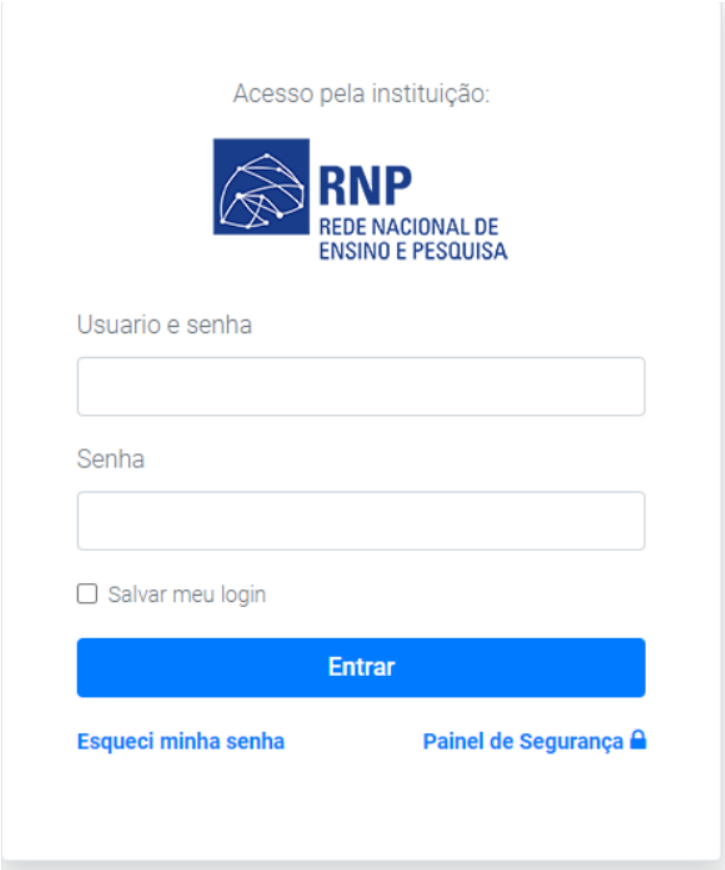 Acesso pela instituição:
RNP
REDE NACIONAL DE
ENSINO E PESQUISA
Usuario e senha
Senha
Salvar meu login
Entrar
Esqueci minha senha
Painel de Segurança